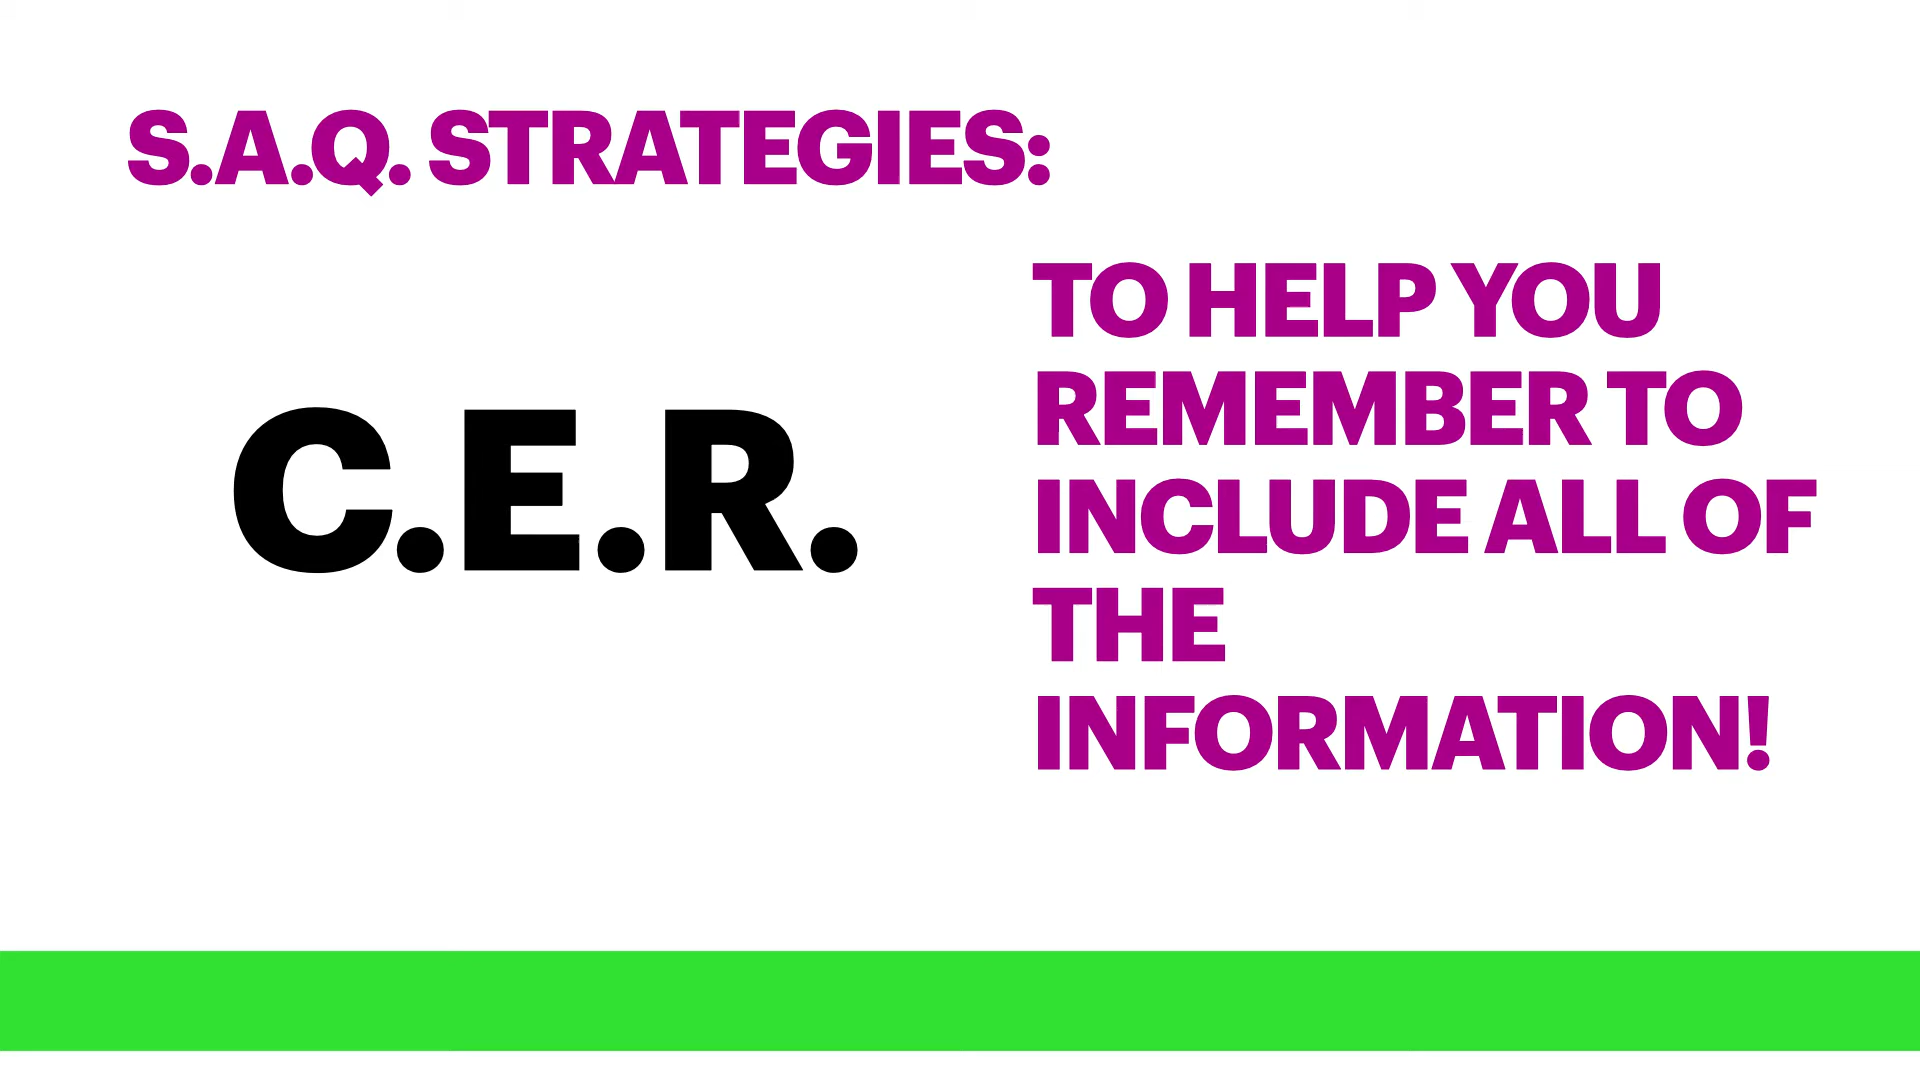 S.A.Q. STRATEGIES:
C.E.R.
TO HELP YOU
REMEMBER TO
INCLUDE ALL OF
THE
INFORMATION!